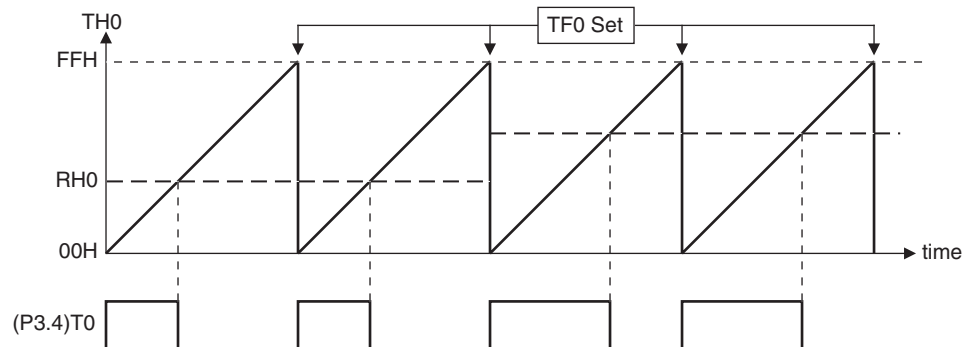 TF0 Set
TH0
FFH
RH0
00H
time
(P3.4)T0